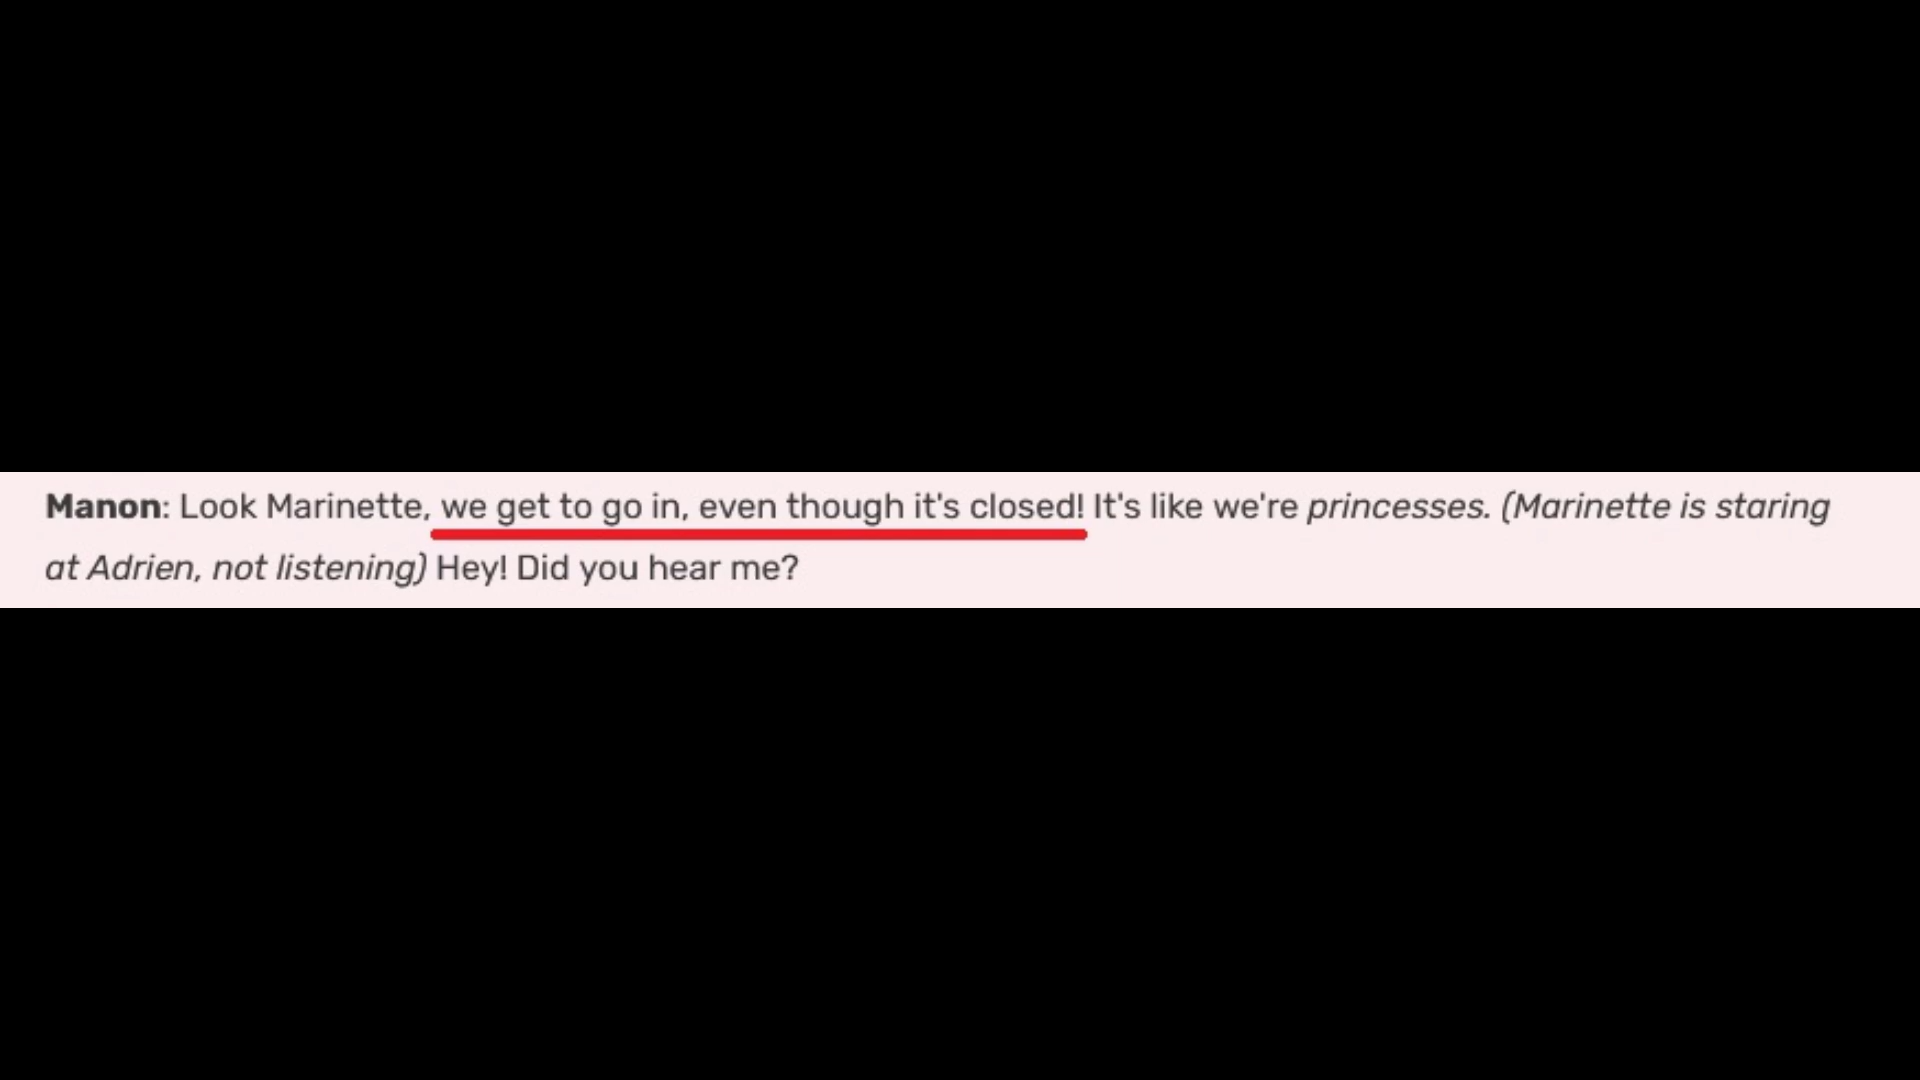 Manon: Look Marinette, we get to go in, even though it's closed! It's like we're princesses. (Marinette is staring
at Adrien, not listening) Hey! Did you hear me?